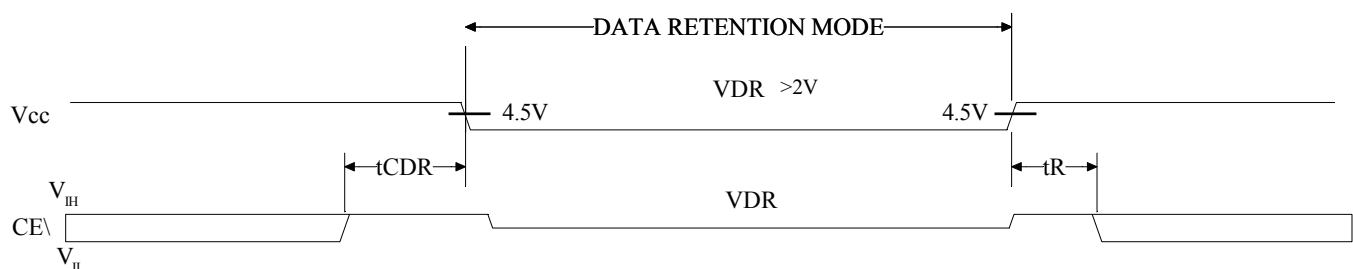 DATA RETENTION MODE
VDR >2V
Vcc
4.5V
4.5V
tCDR
tR
VIH
VDR
CE\
VIL